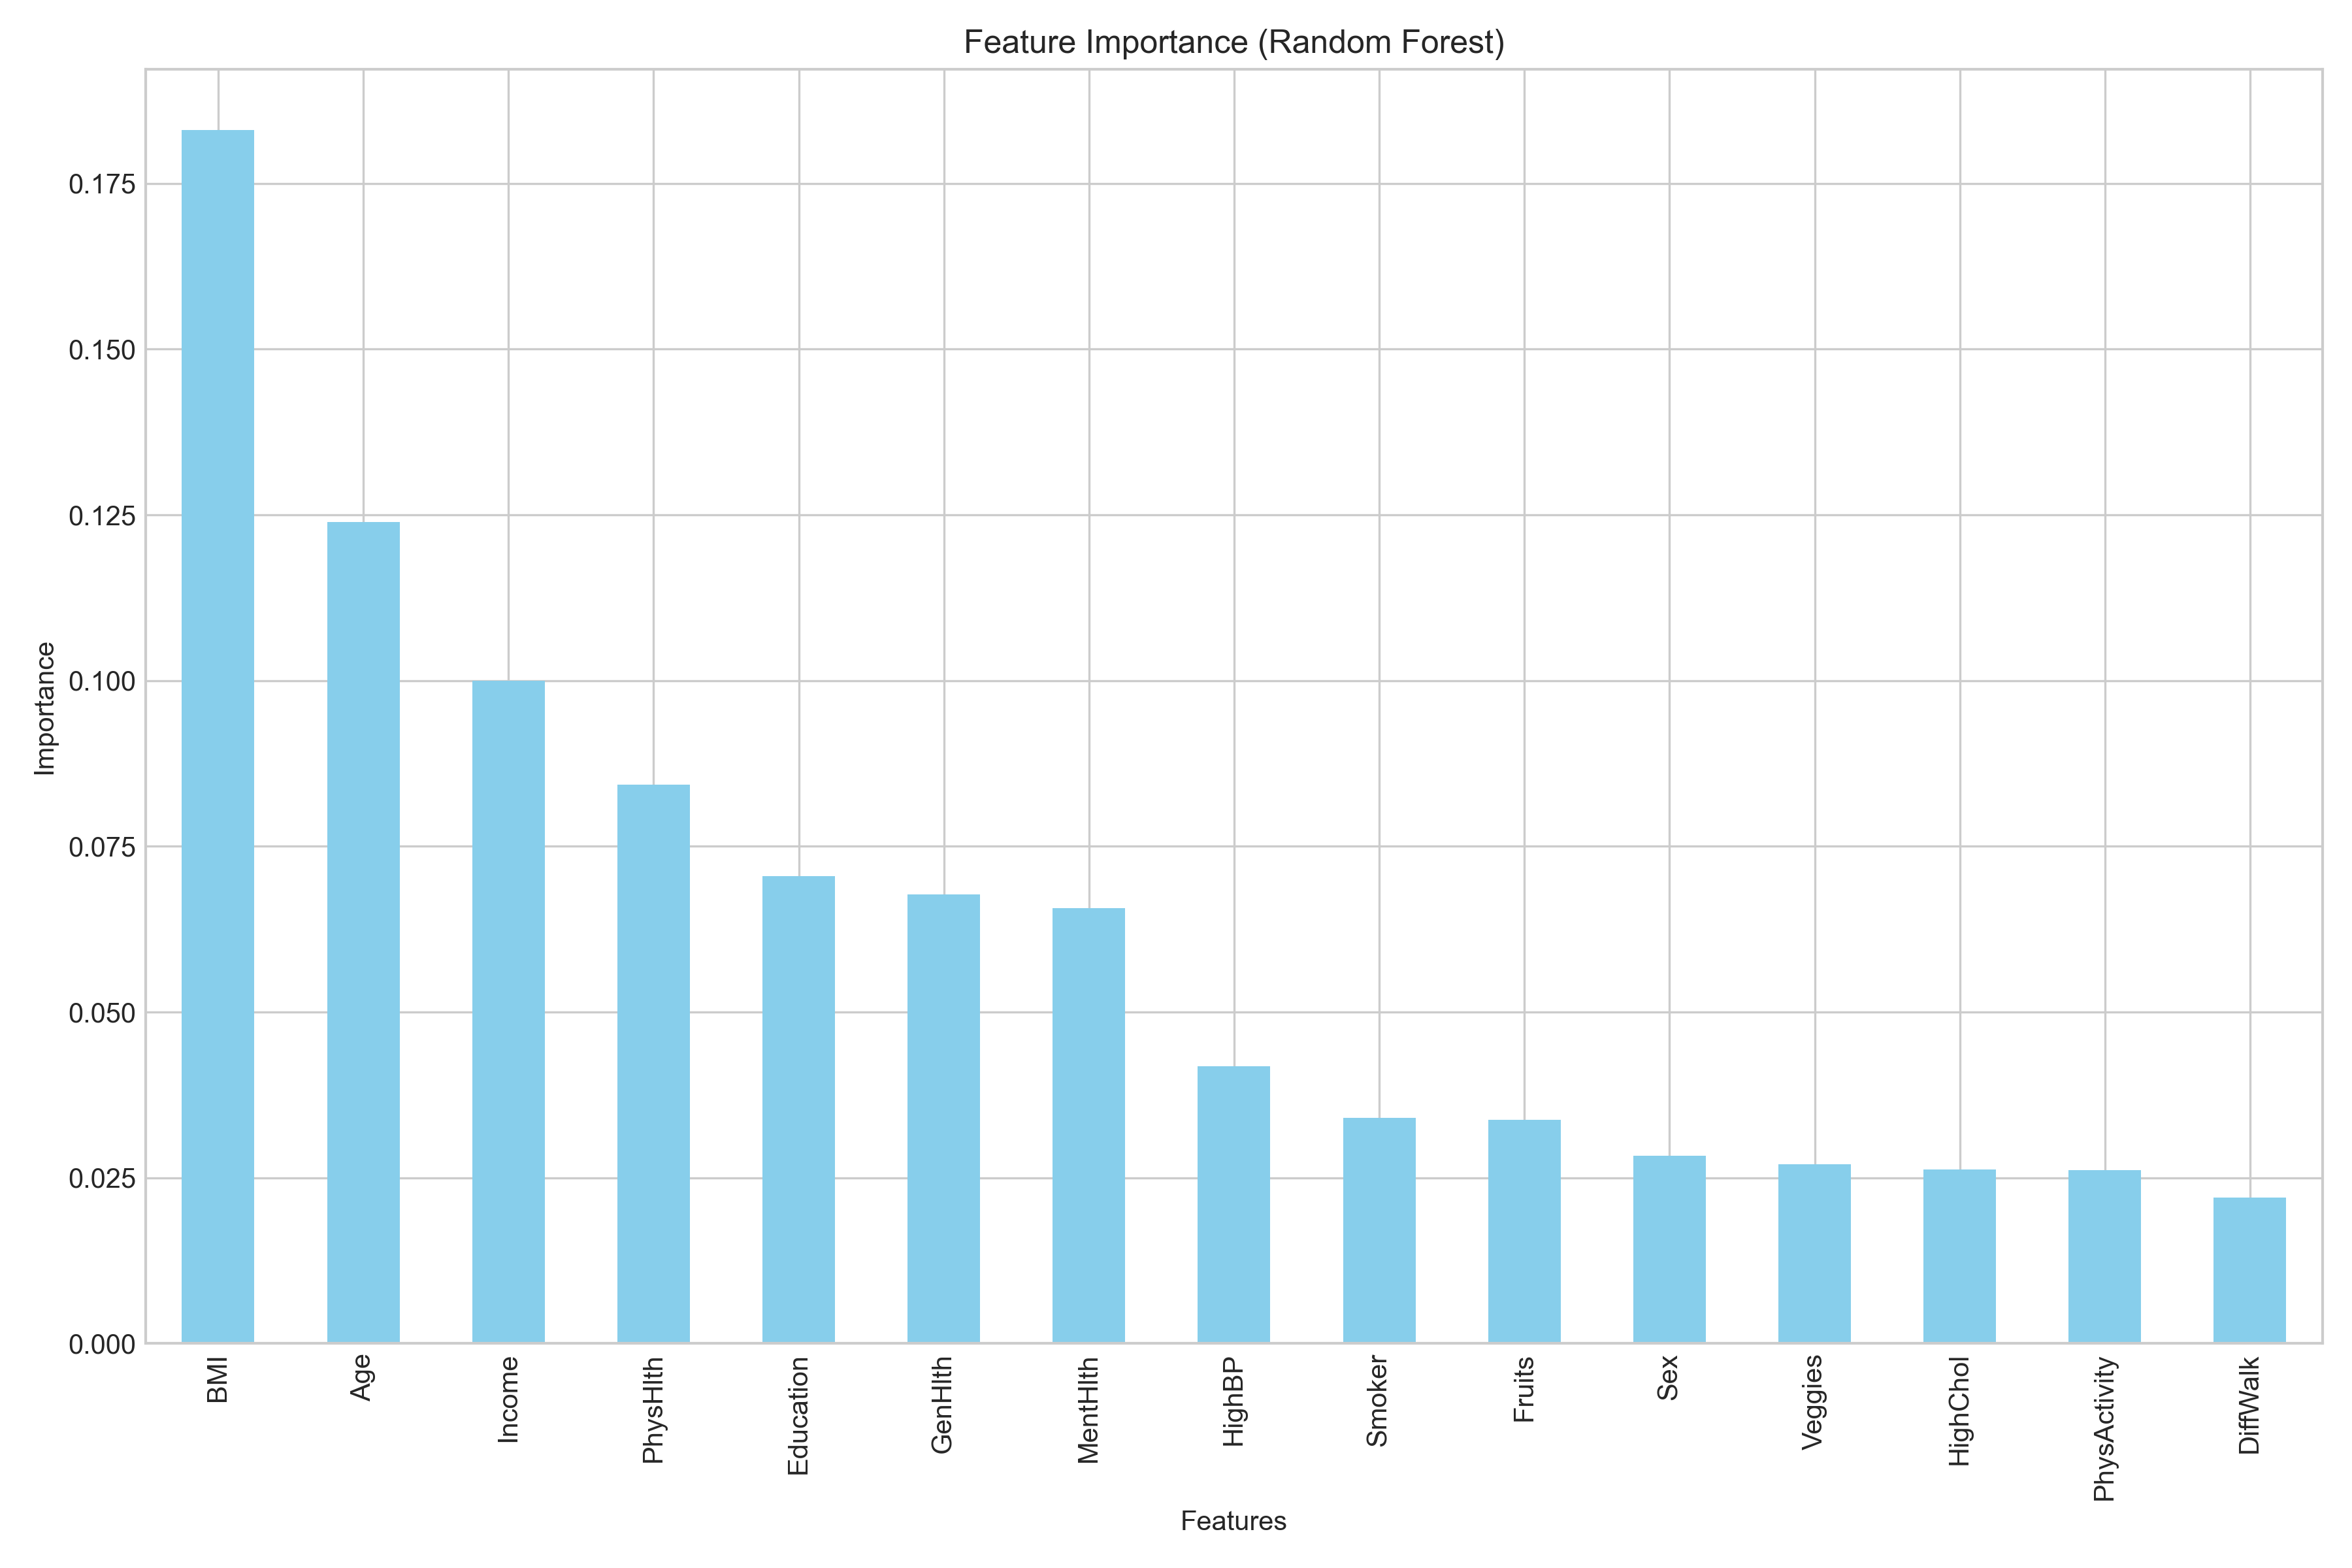 Feature Importance (Random Forest)
0.175
0.150
0.125
0.100
0.075
0.050
0.025
0.000
Importance
BMI
Age
Income
PhysHlth
Education
GenHlth
MentHlth
HighBP
Smoker
Fruits
Sex
Veggies
HighChol
PhysActivity
DiffWalk
Features